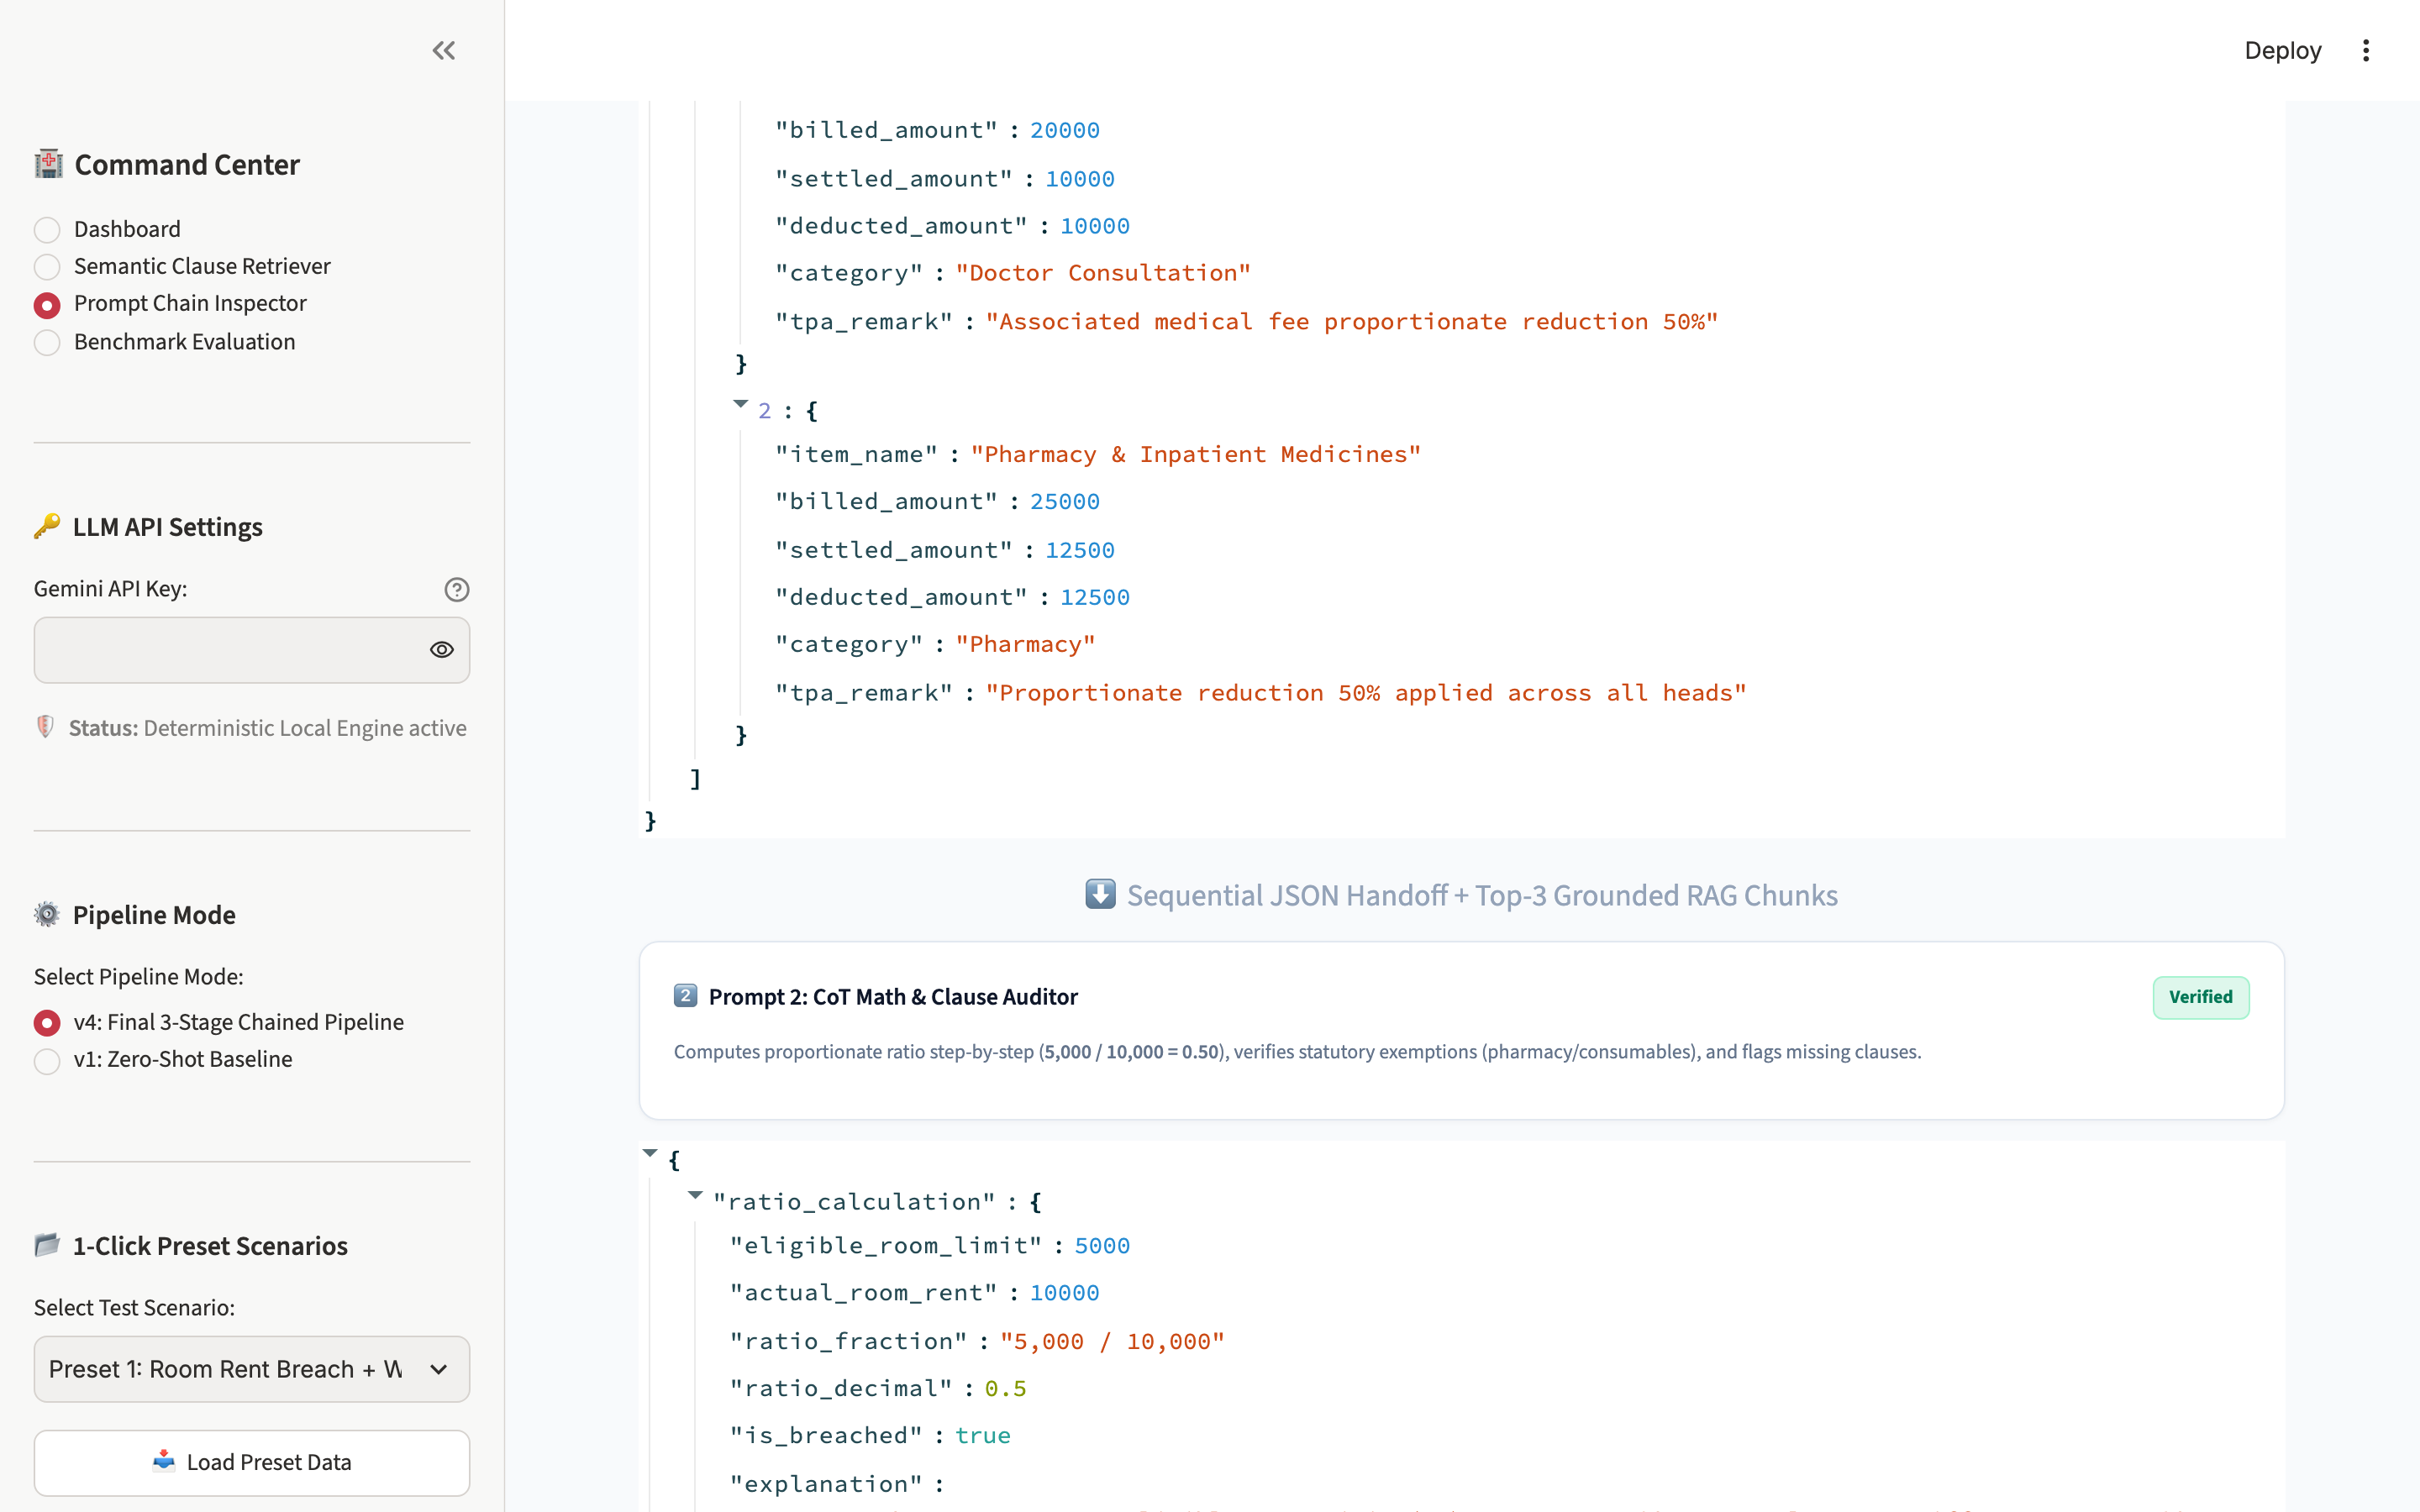 Deploy
Command Center
Dashboard
Semantic Clause Retriever
Prompt Chain Inspector
Benchmark Evaluation
LLM API Settings
Gemini API Key:
Status: Deterministic Local Engine active
Pipeline Mode
Select Pipeline Mode:
v4: Final 3-Stage Chained Pipeline
v1: Zero-Shot Baseline
1-Click Preset Scenarios
Select Test Scenario:
Preset 1: Room Rent Breach + W
Load Preset Data
"billed_amount" : 20000
"settled_amount" : 10000
"deducted_amount" : 10000
"category" : "Doctor Consultation"
"tpa_remark" : "Associated medical fee proportionate reduction 50%"
}
2 : {
"item_name" : "Pharmacy & Inpatient Medicines"
"billed_amount" : 25000
"settled_amount" : 12500
"deducted_amount" : 12500
"category" : "Pharmacy"
"tpa_remark" : "Proportionate reduction 50% applied across all heads"
}
]
}
Sequential JSON Handoff + Top-3 Grounded RAG Chunks
2 Prompt 2: CoT Math & Clause Auditor
Verified
Computes proportionate ratio step-by-step (5,000 / 10,000 = 0.50), verifies statutory exemptions (pharmacy/consumables), and flags missing clauses.
{
"ratio_calculation" : {
"eligible_room_limit" : 5000
"actual_room_rent" : 10000
"ratio_fraction" : "5,000 / 10,000"
"ratio_decimal" : 0.5
"is_breached" : true
"explanation" :